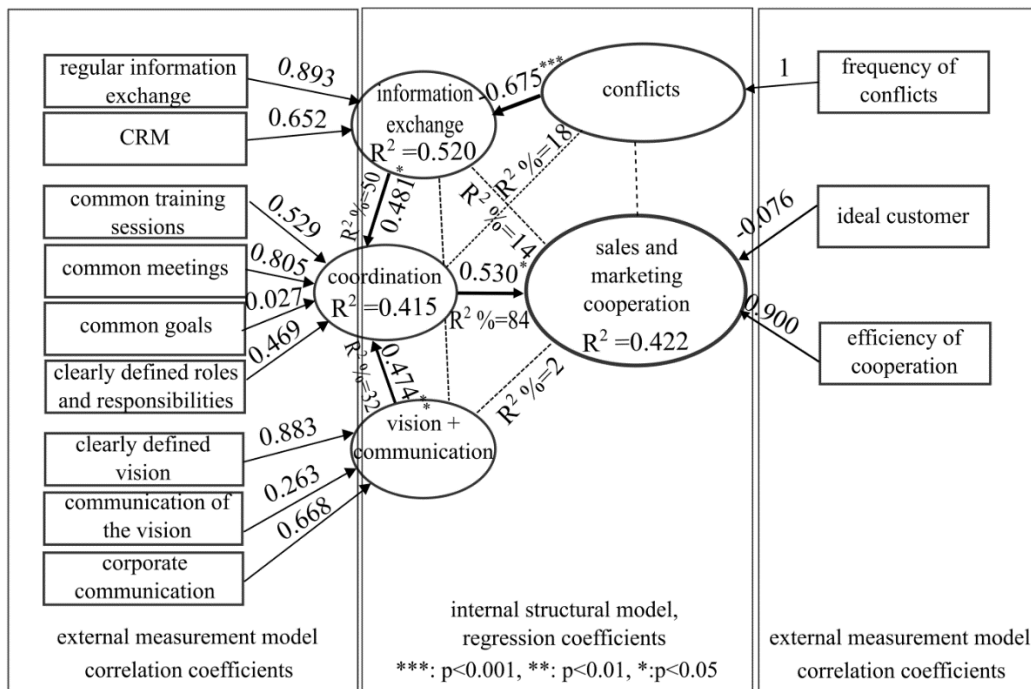 regular information
exchange
CRM
common training
sessions
common meetings
common goals
clearly defined roles
and responsibilities
clearly defined
vision
communication of
the vision
corporate
communication
0.893
0.652
0.529
0.805
0.027
0.469
0.883
0.263
0.668
external measurement model
correlation coefficients
information
exchange
R² =0.520
conflicts
-0.675***
R² %=50
0.481*
R² %=18
R² %=14
coordination
R² =0.415
0.530*
R² %=84
sales and
marketing
cooperation
R² =0.422
R² %=32
0.474**
R² %=2
vision +
communication
internal structural model,
regression coefficients
***: p<0.001, **: p<0.01, *:p<0.05
1
frequency of
conflicts
-0.076
ideal customer
0.900
efficiency of
cooperation
external measurement model
correlation coefficients